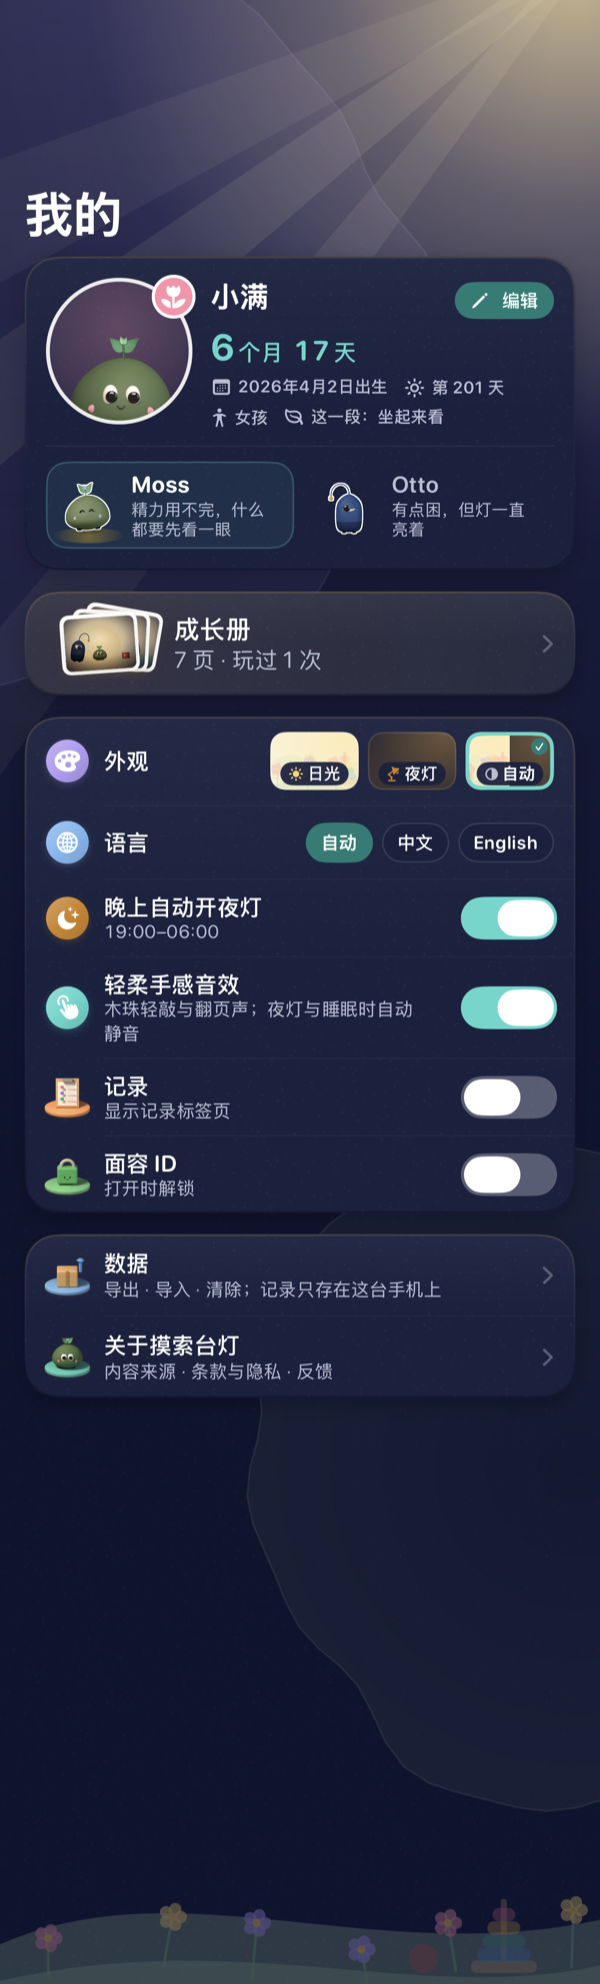 我的
小满
编辑
6个月 17天
2026年4月2日出生 第 201 天
女孩 这一段：坐起来看
Moss
精力用不完，什么
都要先看一眼
Otto
有点困，但灯一直
亮着
成长册
7 页 · 玩过 1 次
外观
日光
夜灯
自动
语言
自动
中文
English
晚上自动开夜灯
19:00–06:00
轻柔手感音效
木珠轻敲与翻页声；夜灯与睡眠时自动
静音
记录
显示记录标签页
面容 ID
打开时解锁
数据
导出 · 导入 · 清除；记录只存在这台手机上
关于摸索台灯
内容来源 · 条款与隐私 · 反馈